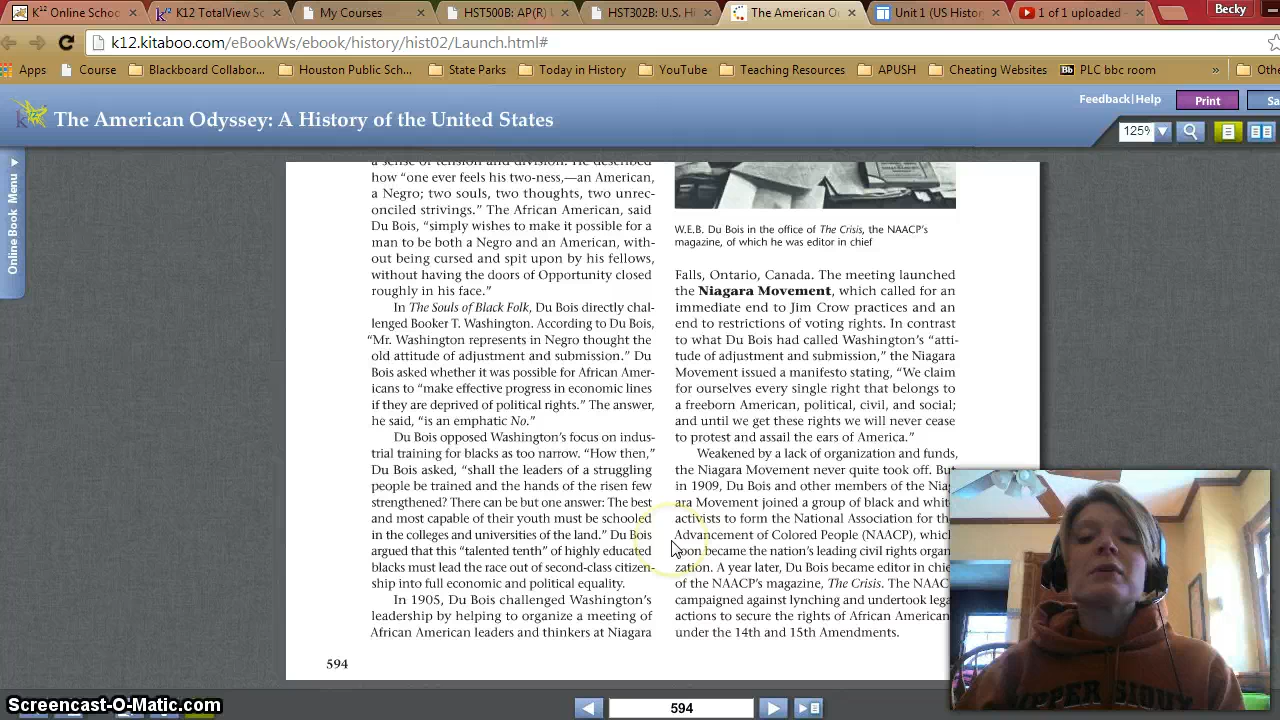 K¹² Online School
K12 TotalView Sc
My Courses
HST500B: AP(R) U
HST302B: U.S. Hi
The American Od
Unit 1 (US Histor
1 of 1 uploaded -
Becky
k12.kitaboo.com/eBookWs/ebook/history/hist02/Launch.html#
Apps
Course
Blackboard Collabor...
Houston Public Sch...
State Parks
Today in History
YouTube
Teaching Resources
APUSH
Cheating Websites
Bb PLC bbc room
»
Othe
Feedback|Help
Print
Sa
The American Odyssey: A History of the United States
125%
Online Book Menu
a sense of tension and division. He described
how “one ever feels his two-ness,—an American,
a Negro; two souls, two thoughts, two unrec-
onciled strivings.” The African American, said
Du Bois, “simply wishes to make it possible for a
man to be both a Negro and an American, with-
out being cursed and spit upon by his fellows,
without having the doors of Opportunity closed
roughly in his face.”
In The Souls of Black Folk, Du Bois directly chal-
lenged Booker T. Washington. According to Du Bois,
“Mr. Washington represents in Negro thought the
old attitude of adjustment and submission.” Du
Bois asked whether it was possible for African Amer-
icans to “make effective progress in economic lines
if they are deprived of political rights.” The answer,
he said, “is an emphatic No.”
Du Bois opposed Washington’s focus on indus-
trial training for blacks as too narrow. “How then,”
Du Bois asked, “shall the leaders of a struggling
people be trained and the hands of the risen few
strengthened? There can be but one answer: The best
and most capable of their youth must be schooled
in the colleges and universities of the land.” Du Bois
argued that this “talented tenth” of highly educated
blacks must lead the race out of second-class citizen-
ship into full economic and political equality.
In 1905, Du Bois challenged Washington’s
leadership by helping to organize a meeting of
African American leaders and thinkers at Niagara
W.E.B. Du Bois in the office of The Crisis, the NAACP’s
magazine, of which he was editor in chief
Falls, Ontario, Canada. The meeting launched
the Niagara Movement, which called for an
immediate end to Jim Crow practices and an
end to restrictions of voting rights. In contrast
to what Du Bois had called Washington’s “atti-
tude of adjustment and submission,” the Niagara
Movement issued a manifesto stating, “We claim
for ourselves every single right that belongs to
a freeborn American, political, civil, and social;
and until we get these rights we will never cease
to protest and assail the ears of America.”
Weakened by a lack of organization and funds,
the Niagara Movement never quite took off. But
in 1909, Du Bois and other members of the Niag
ara Movement joined a group of black and whit
activists to form the National Association for th
Advancement of Colored People (NAACP), which
soon became the nation’s leading civil rights organ
zation. A year later, Du Bois became editor in chie
of the NAACP’s magazine, The Crisis. The NAAC
campaigned against lynching and undertook lega
actions to secure the rights of African American
under the 14th and 15th Amendments.
594
594
UPPER SIOUX
Screencast-O-Matic.com